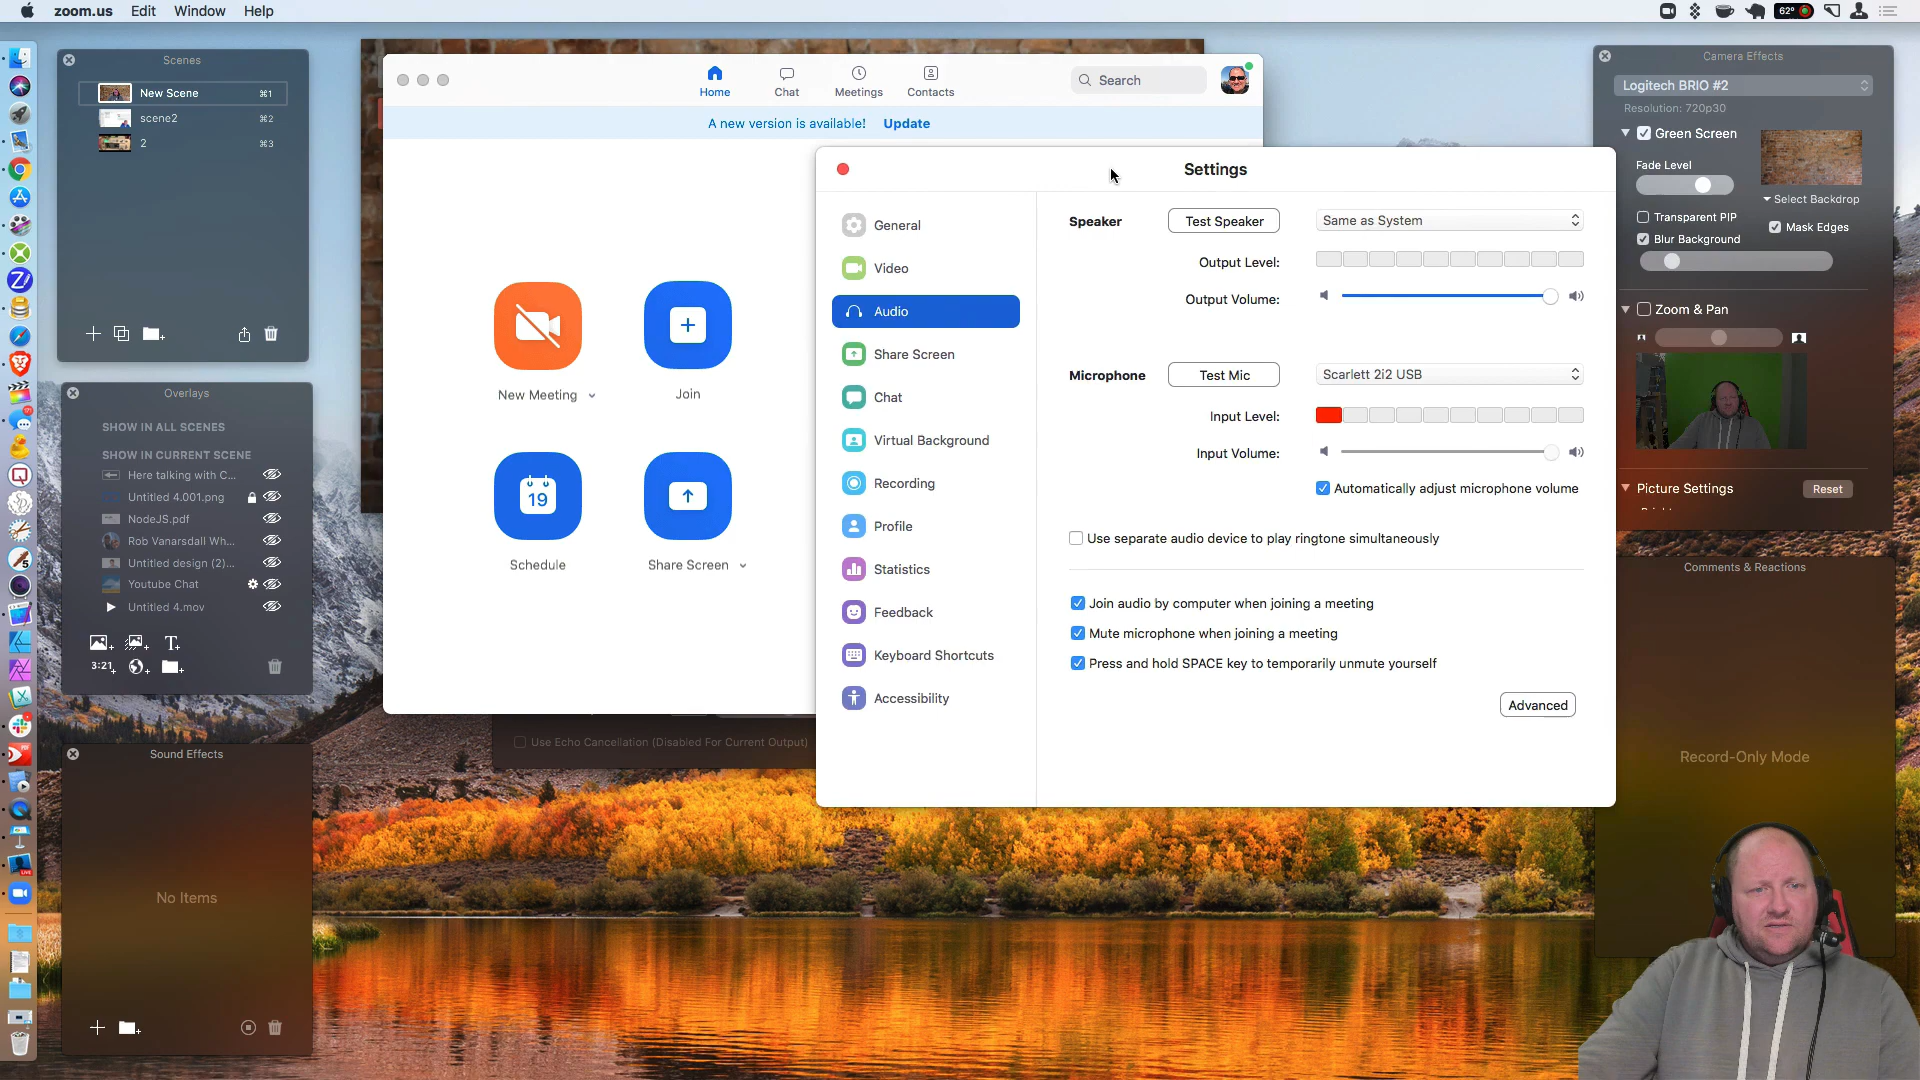 zoom.us Edit Window Help
62°
Scenes
New Scene ⌘1
scene2 ⌘2
2 ⌘3
Overlays
SHOW IN ALL SCENES
SHOW IN CURRENT SCENE
Here talking with C...
Untitled 4.001.png
NodeJS.pdf
Rob Vanarsdall Wh...
Untitled design (2)...
Youtube Chat
Untitled 4.mov
T+
3:21+
Sound Effects
No Items
Home Chat Meetings Contacts
Search
A new version is available! Update
New Meeting
Join
19
Schedule
Share Screen
Use Echo Cancellation (Disabled For Current Output)
Settings
General
Video
Audio
Share Screen
Chat
Virtual Background
Recording
Profile
Statistics
Feedback
Keyboard Shortcuts
Accessibility
Speaker Test Speaker Same as System
Output Level:
Output Volume:
Microphone Test Mic Scarlett 2i2 USB
Input Level:
Input Volume:
Automatically adjust microphone volume
Use separate audio device to play ringtone simultaneously
Join audio by computer when joining a meeting
Mute microphone when joining a meeting
Press and hold SPACE key to temporarily unmute yourself
Advanced
Camera Effects
Logitech BRIO #2
Resolution: 720p30
Green Screen
Fade Level
Select Backdrop
Transparent PIP
Mask Edges
Blur Background
Zoom & Pan
Picture Settings Reset
Comments & Reactions
Record-Only Mode